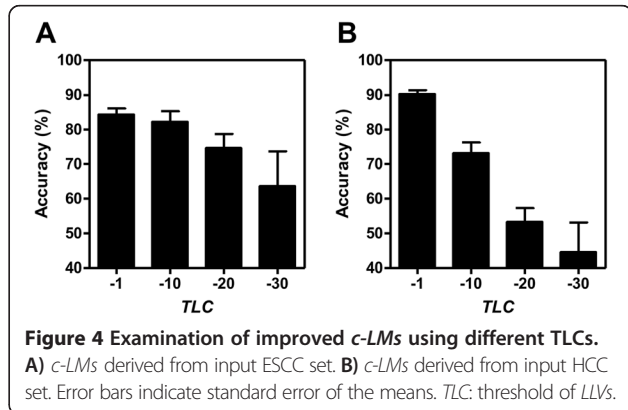 A
B
Accuracy (%)
100
90
80
70
60
50
40
-1 -10 -20 -30
TLC
Accuracy (%)
100
90
80
70
60
50
40
-1 -10 -20 -30
TLC
Figure 4 Examination of improved c-LMs using different TLCs.
A) c-LMs derived from input ESCC set. B) c-LMs derived from input HCC
set. Error bars indicate standard error of the means. TLC: threshold of LLVs.